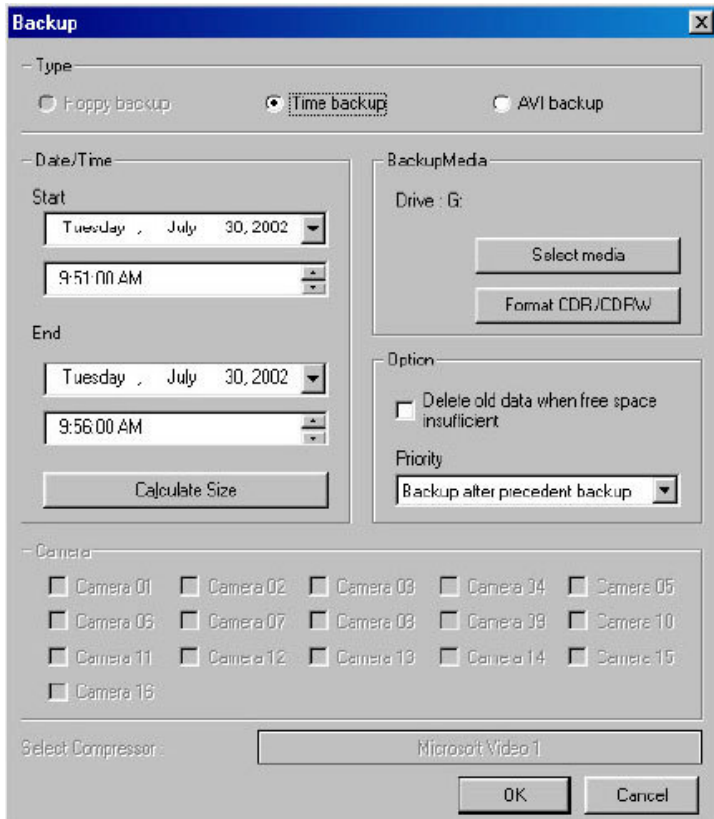 Backup
Type
Floppy backup
Time backup
AVI backup
Date/Time
Start
Tuesday , July 30, 2002
9:51:00 AM
End
Tuesday , July 30, 2002
9:56:00 AM
Calculate Size
BackupMedia
Drive : G:
Select media
Format CDR/CDRW
Option
Delete old data when free space
insufficient
Priority
Backup after precedent backup
Camera
Camera 01 Camera 02 Camera 03 Camera 04 Camera 05
Camera 06 Camera 07 Camera 08 Camera 09 Camera 10
Camera 11 Camera 12 Camera 13 Camera 14 Camera 15
Camera 16
Select Compressor :
Microsoft Video 1
OK
Cancel